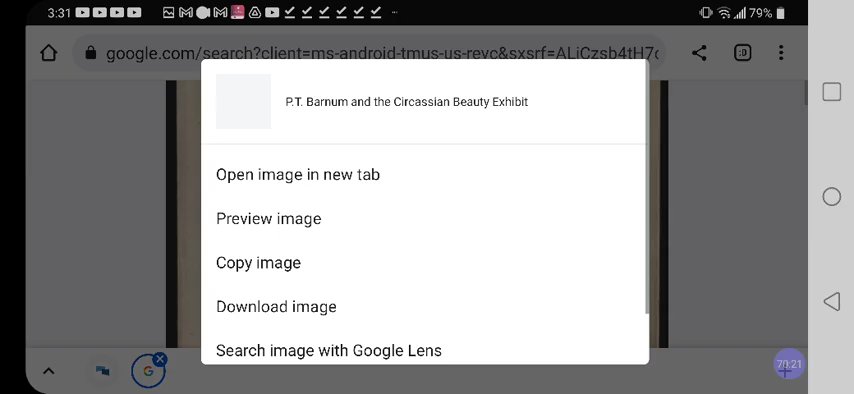 3:31
79%
google.com/search?client=ms-android-tmus-us-revc&sxsrf=ALiCzsb4tH7c
:D
P.T. Barnum and the Circassian Beauty Exhibit
Open image in new tab
Preview image
Copy image
Download image
Search image with Google Lens
G
70:21